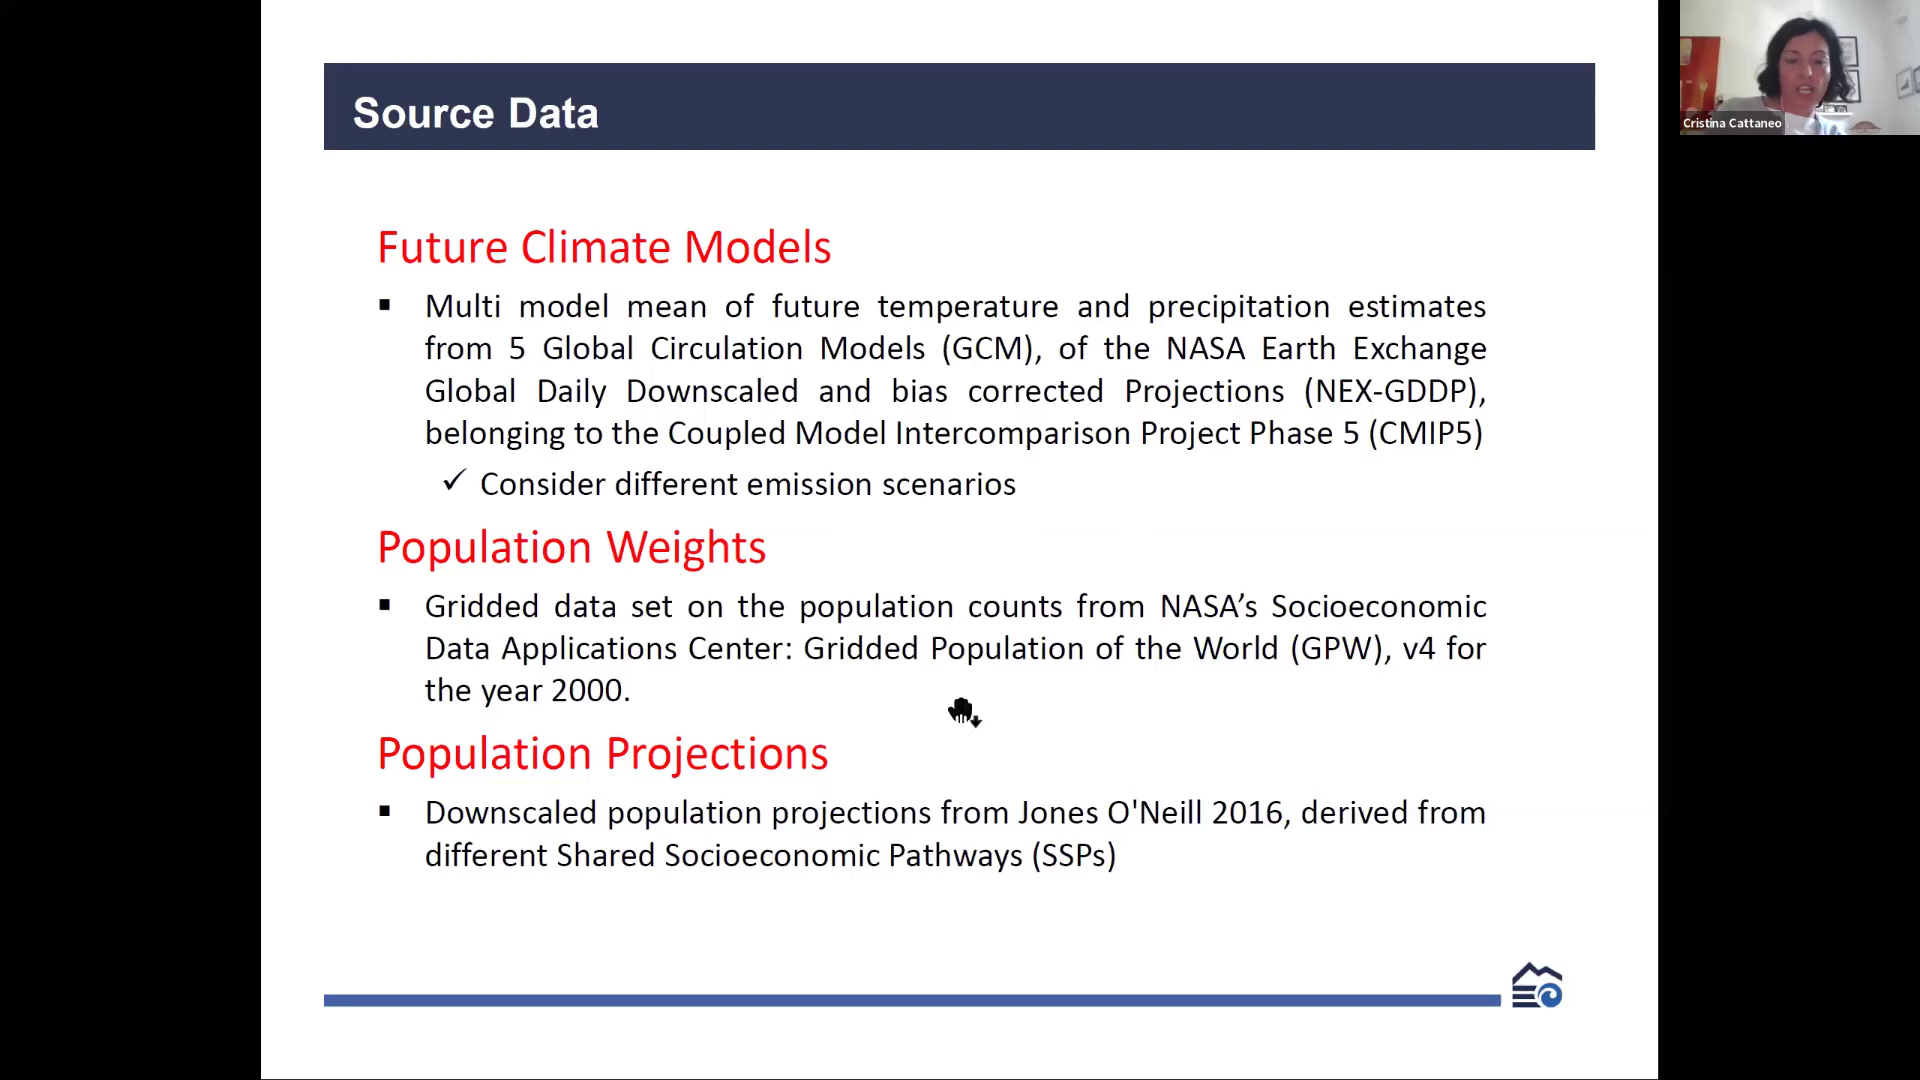 Source Data
Cristina Cattaneo
Future Climate Models
▪ Multi model mean of future temperature and precipitation estimates
from 5 Global Circulation Models (GCM), of the NASA Earth Exchange
Global Daily Downscaled and bias corrected Projections (NEX-GDDP),
belonging to the Coupled Model Intercomparison Project Phase 5 (CMIP5)
✓ Consider different emission scenarios
Population Weights
▪ Gridded data set on the population counts from NASA’s Socioeconomic
Data Applications Center: Gridded Population of the World (GPW), v4 for
the year 2000.
Population Projections
▪ Downscaled population projections from Jones O'Neill 2016, derived from
different Shared Socioeconomic Pathways (SSPs)